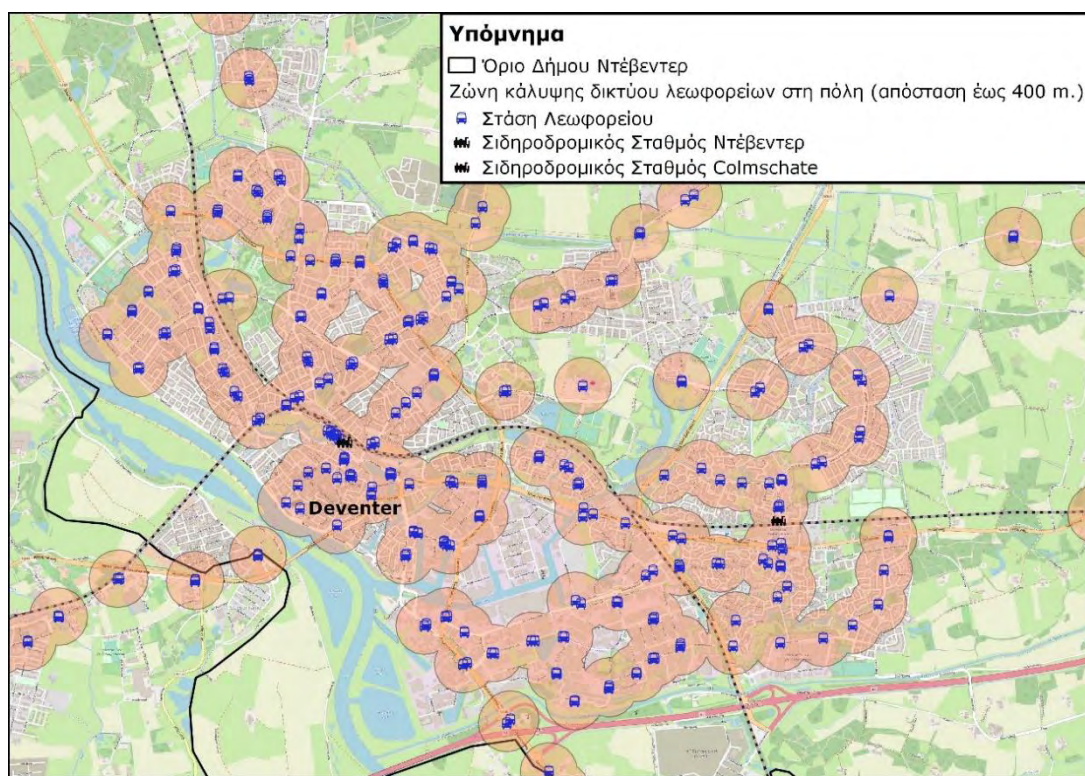 Υπόμνημα
Όριο Δήμου Ντέβεντερ
Ζώνη κάλυψης δικτύου λεωφορείων στη πόλη (απόσταση έως 400 m.)
Στάση Λεωφορείου
Σιδηροδρομικός Σταθμός Ντέβεντερ
Σιδηροδρομικός Σταθμός Colmschate
Deventer